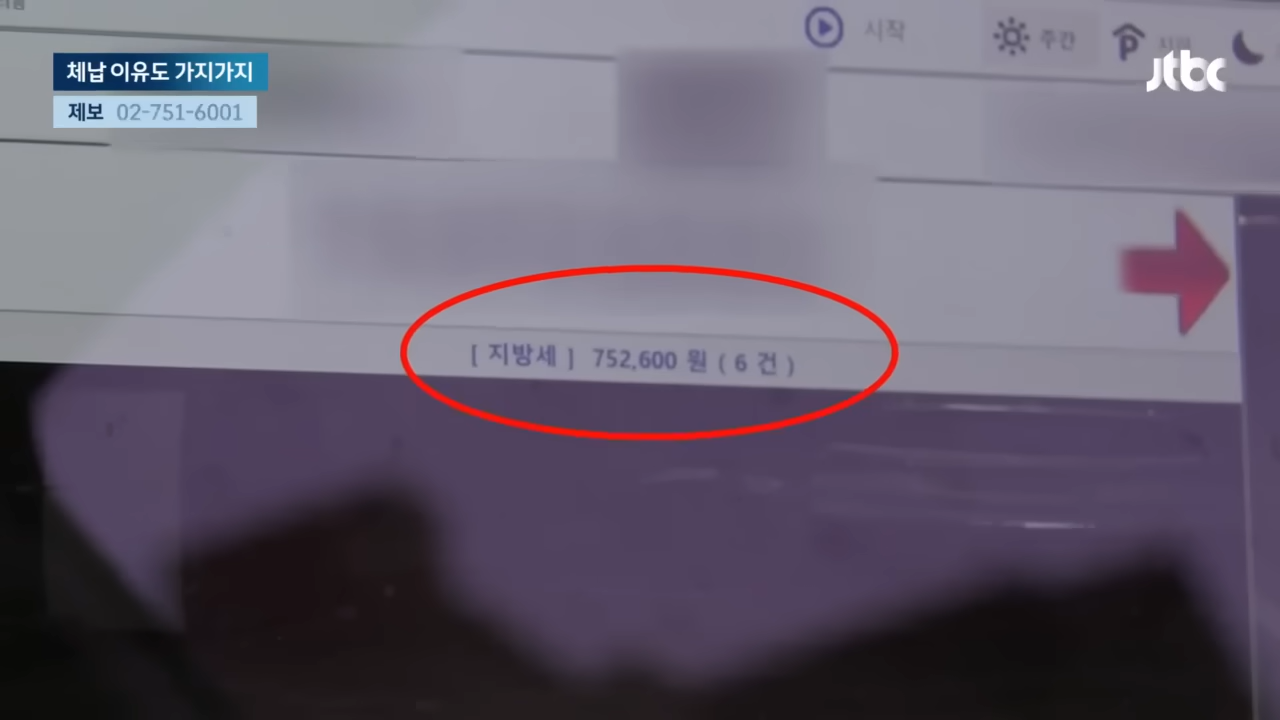 시작
주간
체납 이유도 가지가지
jtbc
제보 02-751-6001
[ 지방세 ] 752,600 원 ( 6 건 )